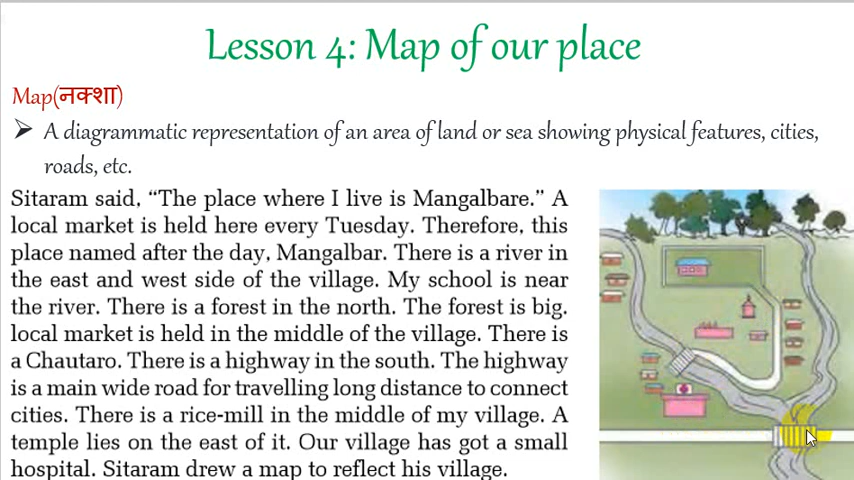 Lesson 4: Map of our place
Map(नक्शा)
➢ A diagrammatic representation of an area of land or sea showing physical features, cities,
roads, etc.
Sitaram said, “The place where I live is Mangalbare.” A
local market is held here every Tuesday. Therefore, this
place named after the day, Mangalbar. There is a river in
the east and west side of the village. My school is near
the river. There is a forest in the north. The forest is big.
local market is held in the middle of the village. There is
a Chautaro. There is a highway in the south. The highway
is a main wide road for travelling long distance to connect
cities. There is a rice-mill in the middle of my village. A
temple lies on the east of it. Our village has got a small
hospital. Sitaram drew a map to reflect his village.